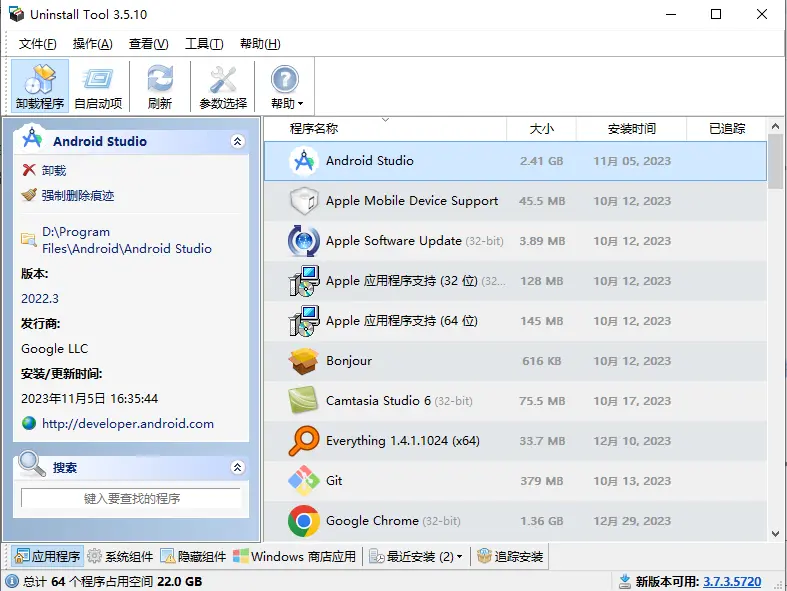 Uninstall Tool 3.5.10
文件(F) 操作(A) 查看(V) 工具(T) 帮助(H)
卸载程序 自启动项 刷新 参数选择 帮助
Android Studio
卸载
强制删除痕迹
D:\Program
Files\Android\Android Studio
版本:
2022.3
发行商:
Google LLC
安装/更新时间:
2023年11月5日 16:35:44
http://developer.android.com
搜索
键入要查找的程序
程序名称 大小 安装时间 已追踪
Android Studio 2.41 GB 11月 05, 2023
Apple Mobile Device Support 45.5 MB 10月 12, 2023
Apple Software Update (32-bit) 3.89 MB 10月 12, 2023
Apple 应用程序支持 (32 位) (32... 128 MB 10月 12, 2023
Apple 应用程序支持 (64 位) 145 MB 10月 12, 2023
Bonjour 616 KB 10月 12, 2023
Camtasia Studio 6 (32-bit) 75.5 MB 10月 17, 2023
Everything 1.4.1.1024 (x64) 33.7 MB 12月 10, 2023
Git 379 MB 10月 13, 2023
Google Chrome (32-bit) 1.36 GB 12月 29, 2023
应用程序 系统组件 隐藏组件 Windows 商店应用 最近安装 (2) 追踪安装
总计 64 个程序占用空间 22.0 GB 新版本可用: 3.7.3.5720